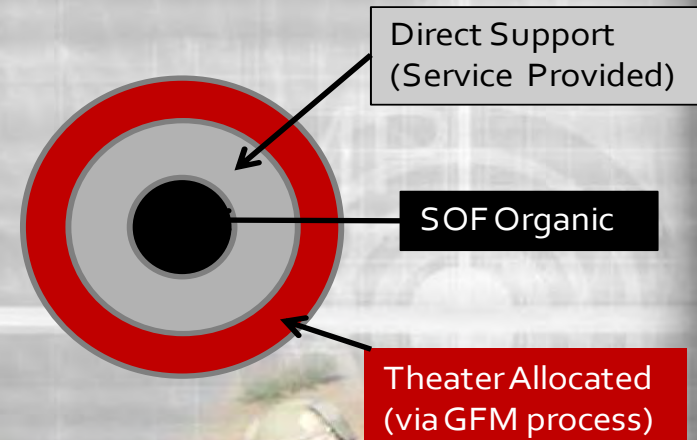 Direct Support
(Service Provided)
SOF Organic
Theater Allocated
(via GFM process)